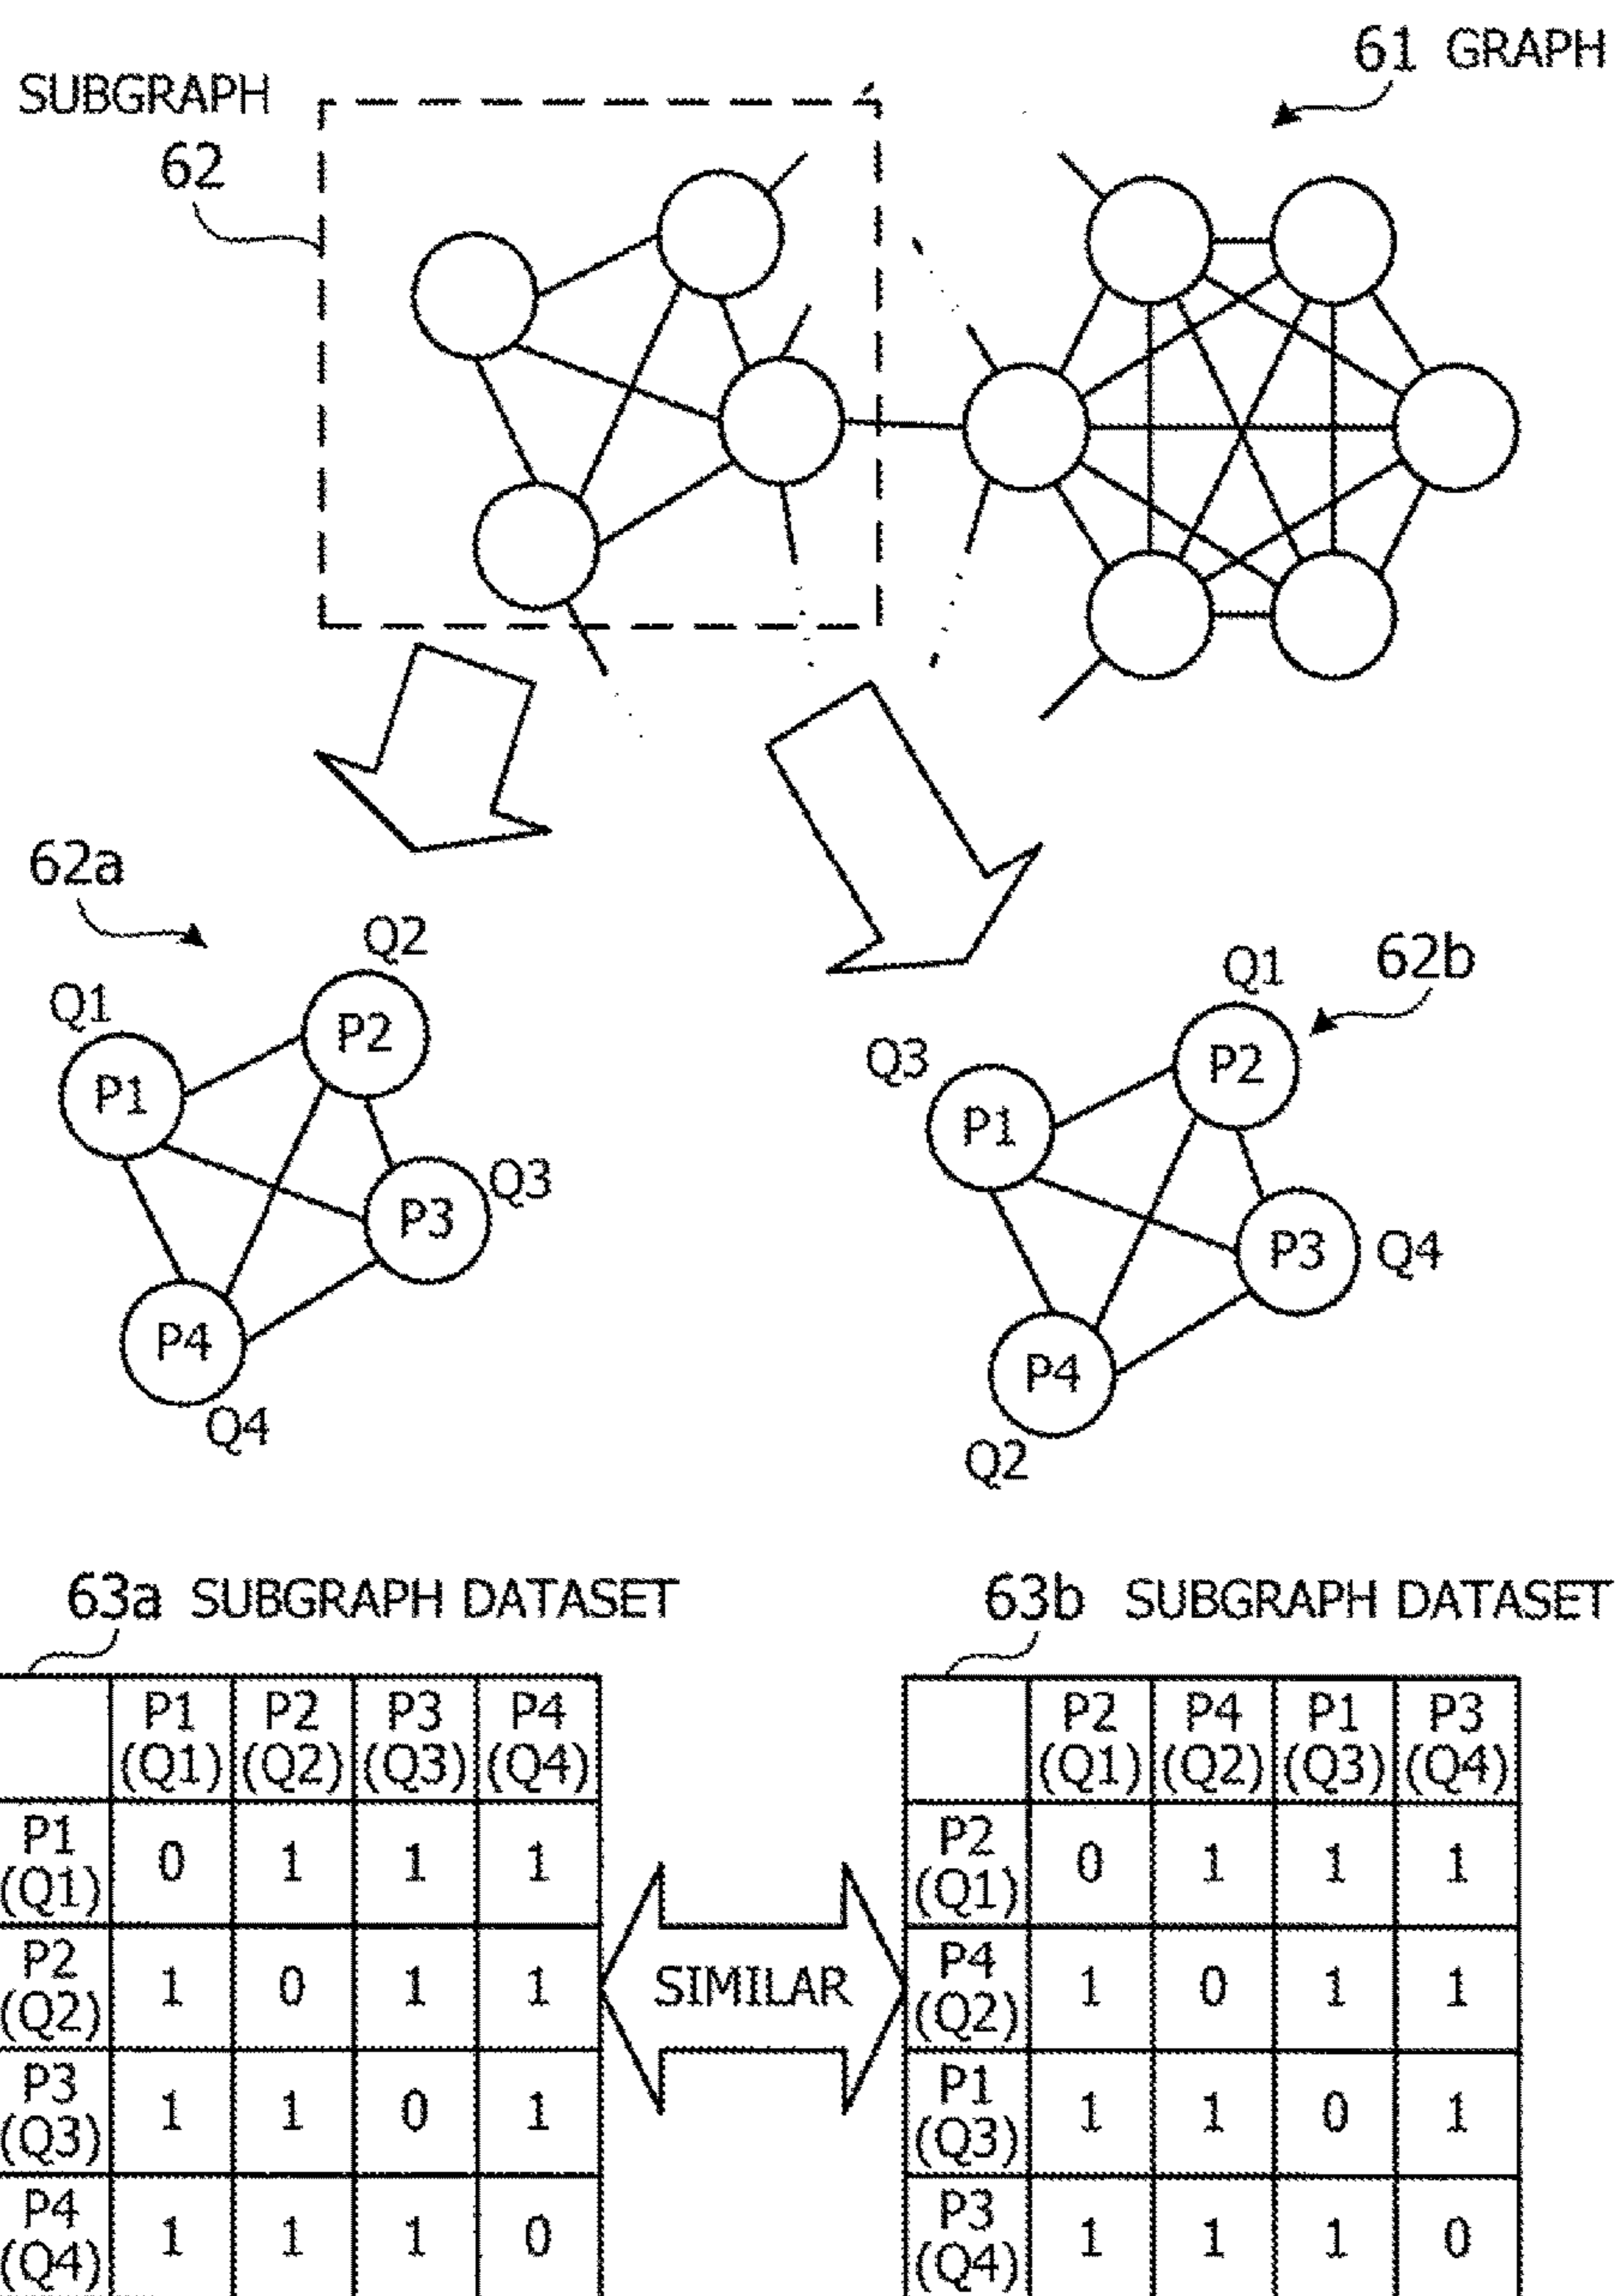 61 GRAPH
SUBGRAPH
62
62a
Q2
Q1
P2
P1
Q3
P3
P4
Q4
62b
Q1
Q3
P2
P1
P3
Q4
P4
Q2
63a SUBGRAPH DATASET
P1 P2 P3 P4
(Q1) (Q2) (Q3) (Q4)
P1
(Q1) 0 1 1 1
P2
(Q2) 1 0 1 1
P3
(Q3) 1 1 0 1
P4
(Q4) 1 1 1 0
SIMILAR
63b SUBGRAPH DATASET
P2 P4 P1 P3
(Q1) (Q2) (Q3) (Q4)
P2
(Q1) 0 1 1 1
P4
(Q2) 1 0 1 1
P1
(Q3) 1 1 0 1
P3
(Q4) 1 1 1 0